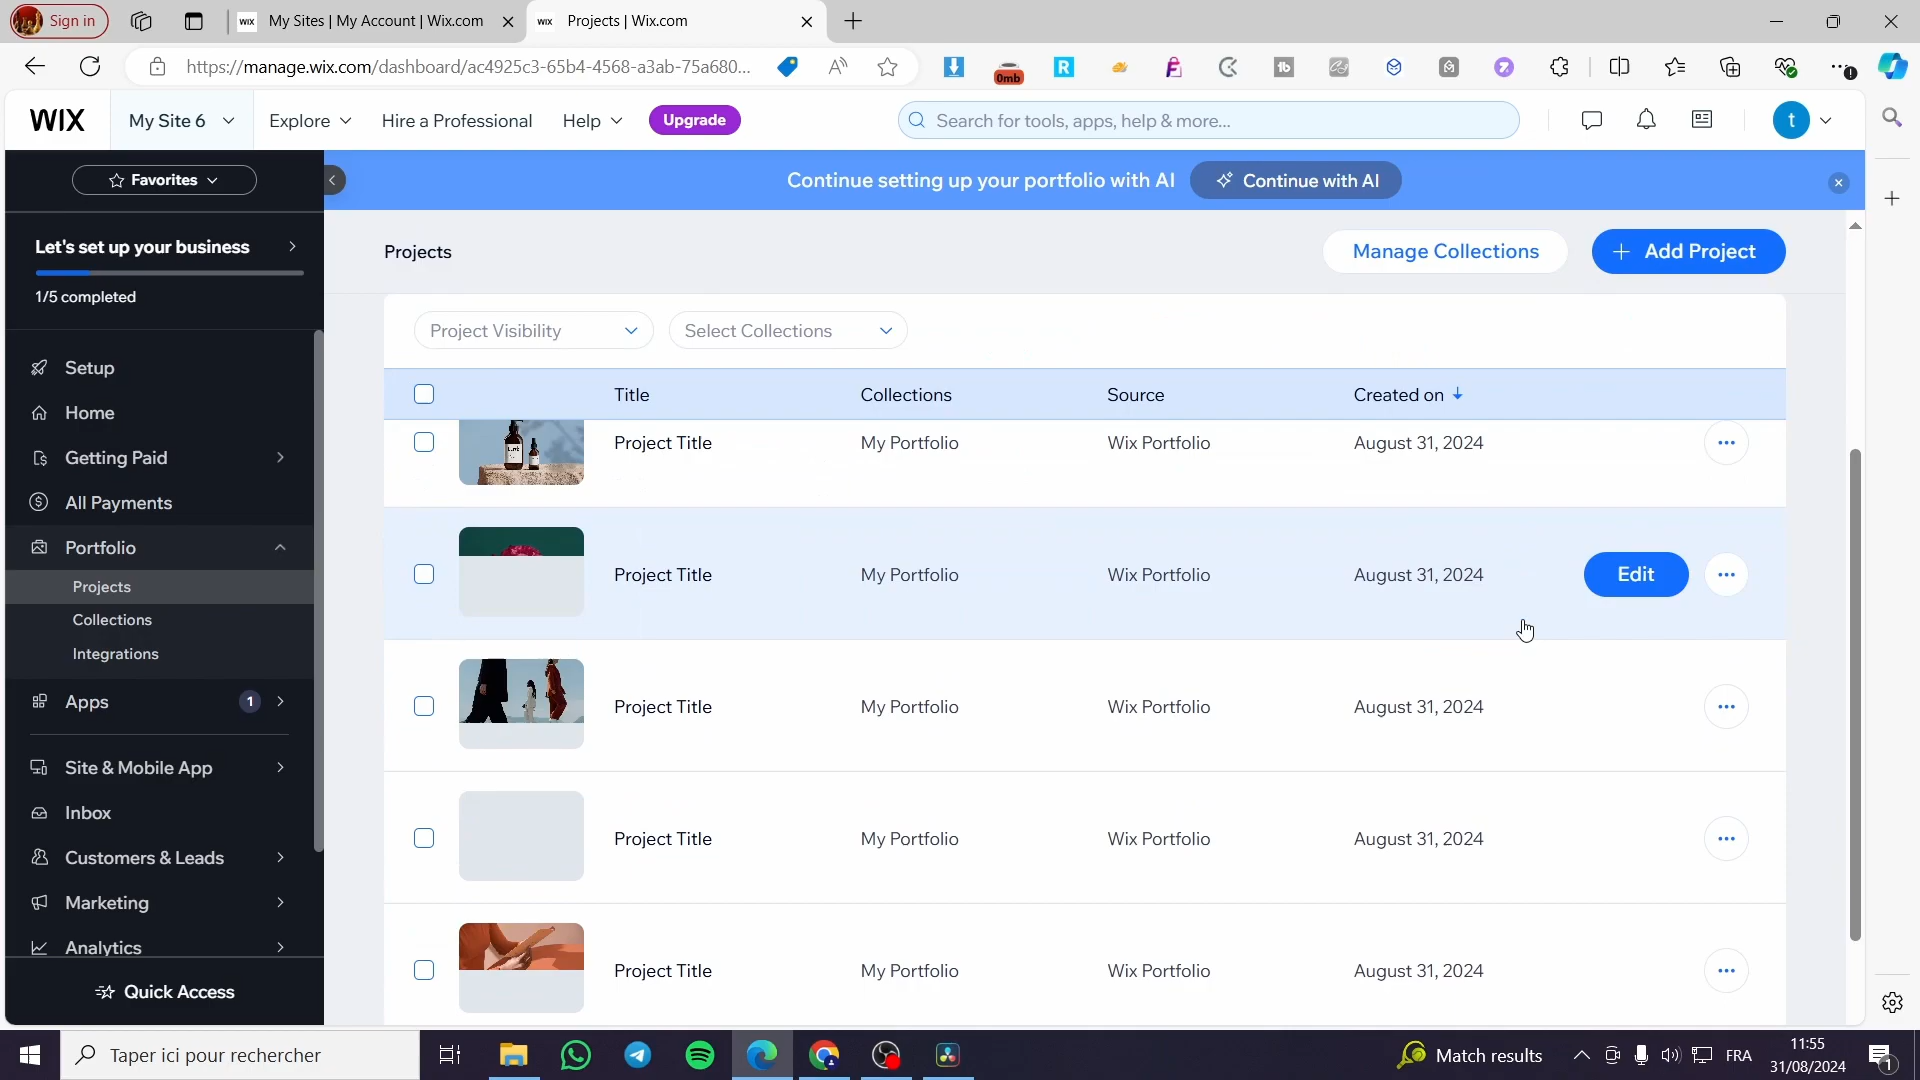 Sign in
WIX My Sites | My Account | Wix.com
WIX Projects | Wix.com
https://manage.wix.com/dashboard/ac4925c3-65b4-4568-a3ab-75a680...
0mb
WIX
My Site 6
Explore
Hire a Professional
Help
Upgrade
Search for tools, apps, help & more...
t
Favorites
Continue setting up your portfolio with AI
Continue with AI
Let's set up your business
1/5 completed
Projects
Manage Collections
+ Add Project
Project Visibility
Select Collections
Setup
Home
Getting Paid
All Payments
Portfolio
Projects
Collections
Integrations
Apps 1
Site & Mobile App
Inbox
Customers & Leads
Marketing
Analytics
Quick Access
Title Collections Source Created on
Project Title My Portfolio Wix Portfolio August 31, 2024
Project Title My Portfolio Wix Portfolio August 31, 2024 Edit
Project Title My Portfolio Wix Portfolio August 31, 2024
Project Title My Portfolio Wix Portfolio August 31, 2024
Project Title My Portfolio Wix Portfolio August 31, 2024
Taper ici pour rechercher
Match results
FRA
11:55
31/08/2024
1